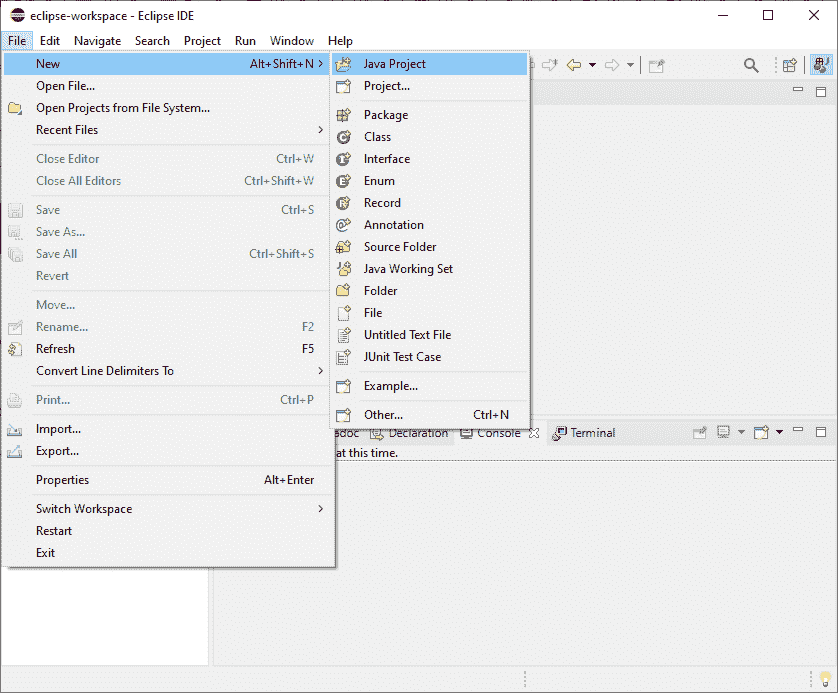 eclipse-workspace - Eclipse IDE
File Edit Navigate Search Project Run Window Help
New Alt+Shift+N
Open File...
Open Projects from File System...
Recent Files
Close Editor Ctrl+W
Close All Editors Ctrl+Shift+W
Save Ctrl+S
Save As...
Save All Ctrl+Shift+S
Revert
Move...
Rename... F2
Refresh F5
Convert Line Delimiters To
Print... Ctrl+P
Import...
Export...
Properties Alt+Enter
Switch Workspace
Restart
Exit
Java Project
Project...
Package
Class
Interface
Enum
Record
Annotation
Source Folder
Java Working Set
Folder
File
Untitled Text File
JUnit Test Case
Example...
Other... Ctrl+N
adoc Declaration Console Terminal
at this time.